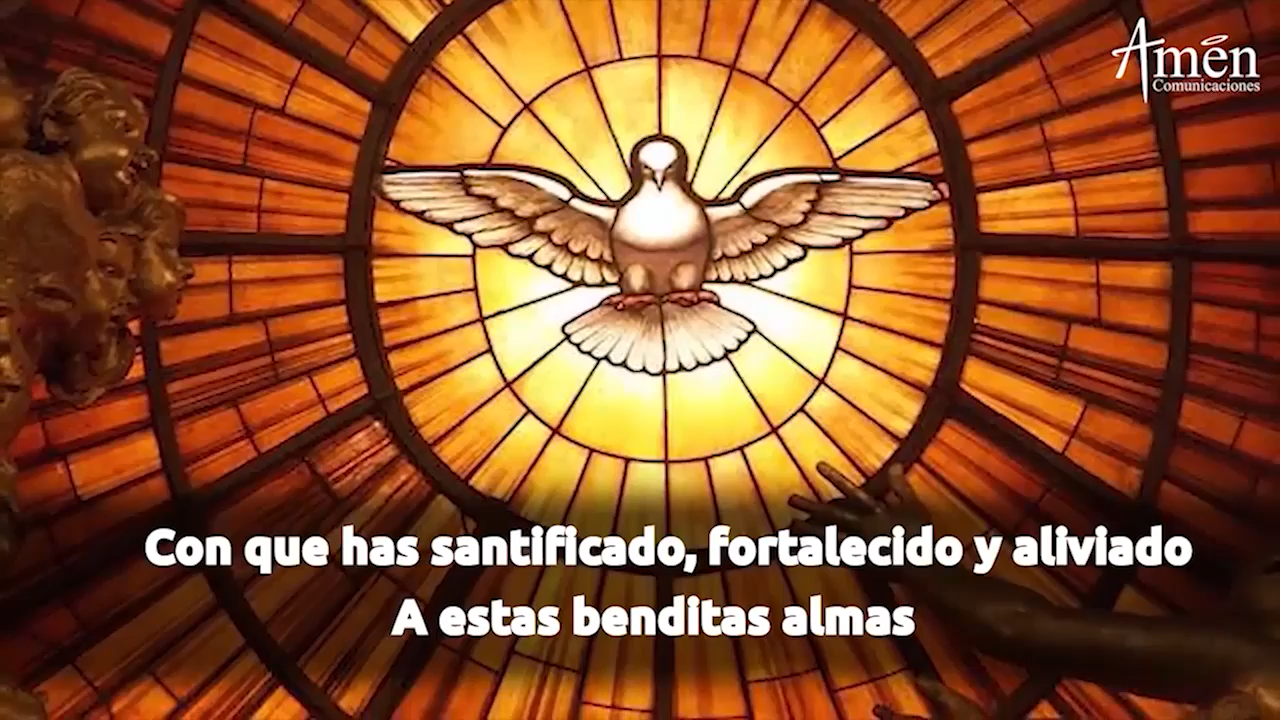 Amén
Comunicaciones
Con que has santificado, fortalecido y aliviado
A estas benditas almas